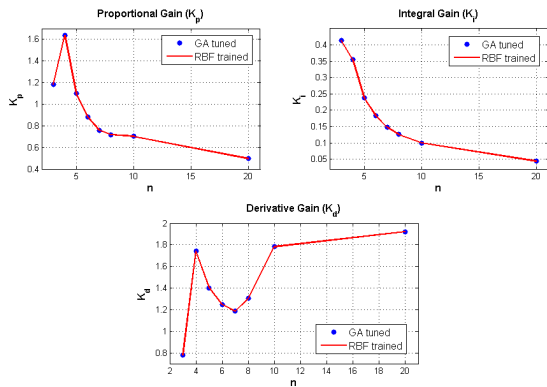 Proportional Gain (Kp)
Kp
1.6
1.4
1.2
1
0.8
0.6
0.4
5
10
15
20
n
GA tuned
RBF trained
Integral Gain (Ki)
Ki
0.4
0.35
0.3
0.25
0.2
0.15
0.1
0.05
5
10
15
20
n
GA tuned
RBF trained
Derivative Gain (Kd)
Kd
2
1.8
1.6
1.4
1.2
1
0.8
2
4
6
8
10
12
14
16
18
20
n
GA tuned
RBF trained